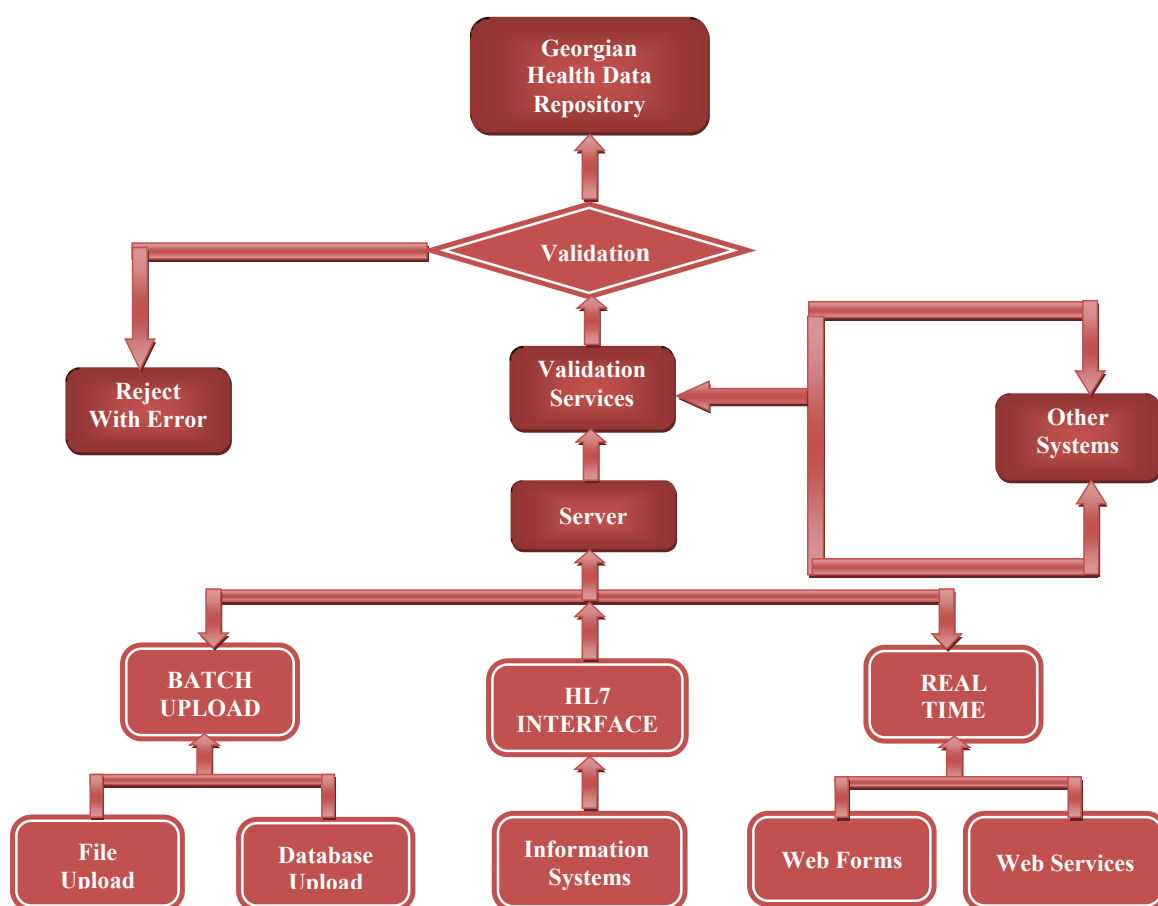 Georgian
Health Data
Repository
Validation
Validation
Services
Reject
With Error
Other
Systems
Server
BATCH
UPLOAD
HL7
INTERFACE
REAL
TIME
File
Upload
Database
Upload
Information
Systems
Web Forms
Web Services